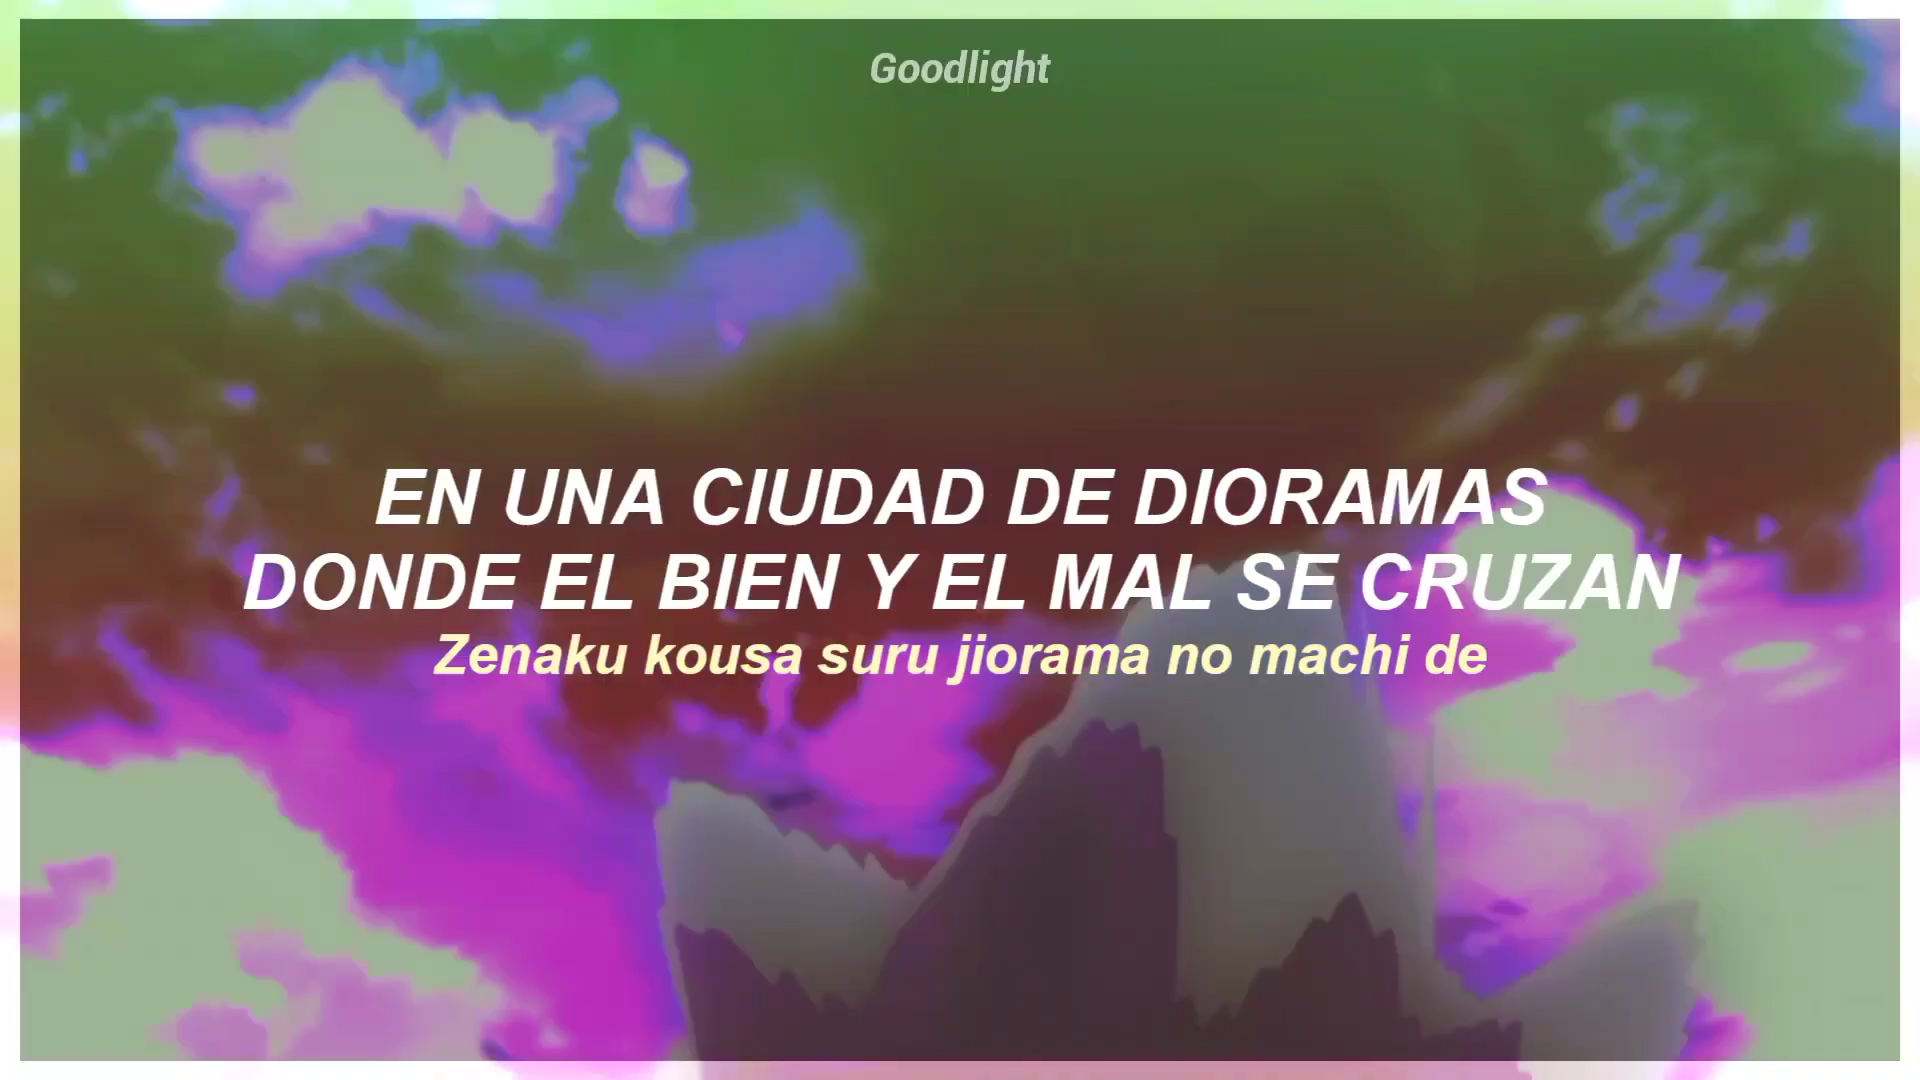 Goodlight
EN UNA CIUDAD DE DIORAMAS
DONDE EL BIEN Y EL MAL SE CRUZAN
Zenaku kousa suru jiorama no machi de